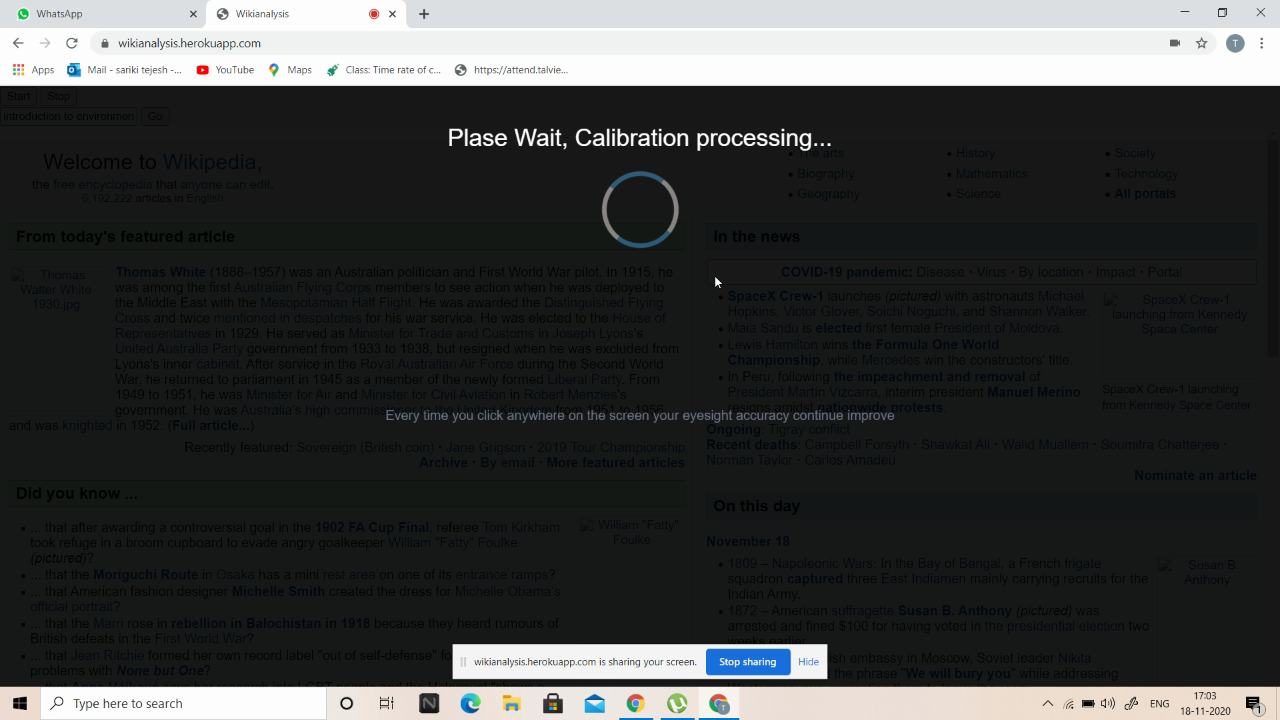 WhatsApp
Wikianalysis
wikianalysis.herokuapp.com
T
Apps
Mail - sariki tejesh -...
YouTube
Maps
Class: Time rate of c...
https://attend.talvie...
Start
Stop
introduction to environmen
Go
Plase Wait, Calibration processing...
Welcome to Wikipedia,
the free encyclopedia that anyone can edit.
6,192,222 articles in English
The arts
Biography
Geography
History
Mathematics
Science
Society
Technology
All portals
From today's featured article
Thomas Walter White 1930.jpg
Thomas White (1888–1957) was an Australian politician and First World War pilot. In 1915, he
was among the first Australian Flying Corps members to see action when he was deployed to
the Middle East with the Mesopotamian Half Flight. He was awarded the Distinguished Flying
Cross and twice mentioned in despatches for his war service. He was elected to the House of
Representatives in 1929. He served as Minister for Trade and Customs in Joseph Lyons's
United Australia Party government from 1933 to 1938, but resigned when he was excluded from
Lyons's inner cabinet. After service in the Royal Australian Air Force during the Second World
War, he returned to parliament in 1945 as a member of the newly formed Liberal Party. From
1949 to 1951, he was Minister for Air and Minister for Civil Aviation in Robert Menzies's
government. He was Australia's high commissioner to the United Kingdom from 1951 to 1956
and was knighted in 1952. (Full article...)
Every time you click anywhere on the screen your eyesight accuracy continue improve
Recently featured: Sovereign (British coin) · Jane Grigson · 2019 Tour Championship
Archive · By email · More featured articles
Did you know ...
... that after awarding a controversial goal in the 1902 FA Cup Final, referee Tom Kirkham
took refuge in a broom cupboard to evade angry goalkeeper William "Fatty" Foulke
(pictured)?
William "Fatty" Foulke
... that the Moriguchi Route in Osaka has a mini rest area on one of its entrance ramps?
... that American fashion designer Michelle Smith created the dress for Michelle Obama's
official portrait?
... that the Marri rose in rebellion in Balochistan in 1918 because they heard rumours of
British defeats in the First World War?
... that Jean Ritchie formed her own record label "out of self-defense" fo
problems with None but One?
In the news
COVID-19 pandemic: Disease · Virus · By location · Impact · Portal
SpaceX Crew-1 launches (pictured) with astronauts Michael
Hopkins, Victor Glover, Soichi Noguchi, and Shannon Walker.
Maia Sandu is elected first female President of Moldova.
Lewis Hamilton wins the Formula One World
Championship, while Mercedes win the constructors' title.
In Peru, following the impeachment and removal of
President Martín Vizcarra, interim president Manuel Merino
resigns amidst nationwide protests.
SpaceX Crew-1 launching from Kennedy Space Center
SpaceX Crew-1 launching
from Kennedy Space Center
Ongoing: Tigray conflict
Recent deaths: Campbell Forsyth · Shawkat Ali · Walid Muallem · Soumitra Chatterjee ·
Norman Taylor · Carlos Amadeu
Nominate an article
On this day
November 18
1809 – Napoleonic Wars: In the Bay of Bengal, a French frigate
squadron captured three East Indiamen mainly carrying recruits for the
Indian Army.
1872 – American suffragette Susan B. Anthony (pictured) was
arrested and fined $100 for having voted in the presidential election two
weeks earlier.
Susan B. Anthony
ish embassy in Moscow, Soviet leader Nikita
the phrase "We will bury you" while addressing
wikianalysis.herokuapp.com is sharing your screen.
Stop sharing
Hide
Type here to search
ENG
17:03
18-11-2020
1